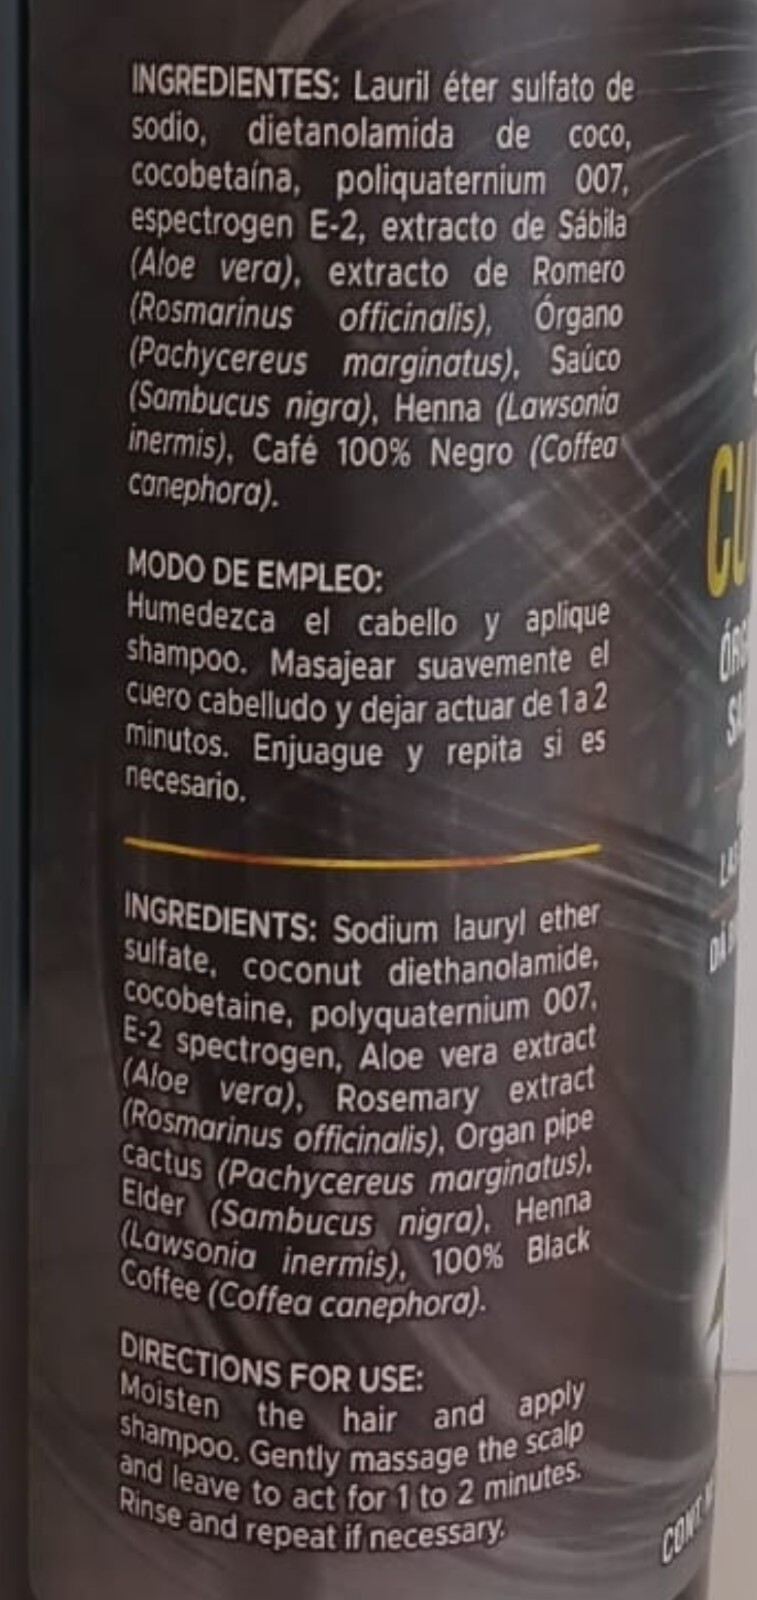 INGREDIENTES: Lauril éter sulfato de
sodio, dietanolamida de coco,
cocobetaína, poliquaternium 007,
espectrogen E-2, extracto de Sábila
(Aloe vera), extracto de Romero
(Rosmarinus officinalis), Órgano
(Pachycereus marginatus), Saúco
(Sambucus nigra), Henna (Lawsonia
inermis), Café 100% Negro (Coffea
canephora).
MODO DE EMPLEO:
Humedezca el cabello y aplique
shampoo. Masajear suavemente el
cuero cabelludo y dejar actuar de 1 a 2
minutos. Enjuague y repita si es
necesario.
INGREDIENTS: Sodium lauryl ether
sulfate, coconut diethanolamide,
cocobetaine, polyquaternium 007,
E-2 spectrogen, Aloe vera extract
(Aloe vera), Rosemary extract
(Rosmarinus officinalis), Organ pipe
cactus (Pachycereus marginatus),
Elder (Sambucus nigra), Henna
(Lawsonia inermis), 100% Black
Coffee (Coffea canephora).
DIRECTIONS FOR USE:
Moisten the hair and apply
shampoo. Gently massage the scalp
and leave to act for 1 to 2 minutes.
Rinse and repeat if necessary.
CU
DA
CONT.